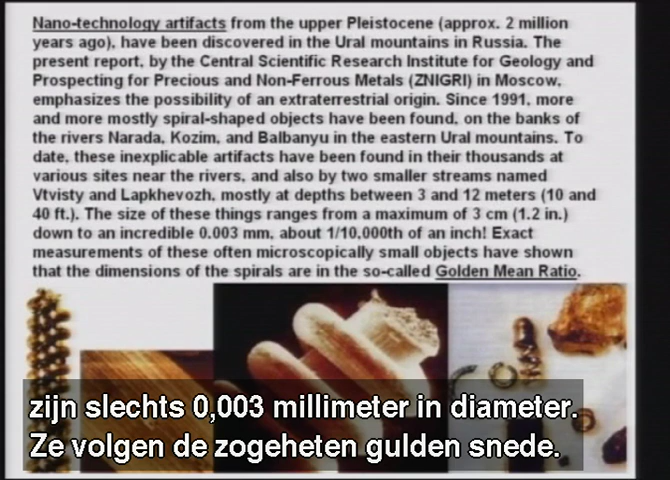 Nano-technology artifacts from the upper Pleistocene (approx. 2 million
years ago), have been discovered in the Ural mountains in Russia. The
present report, by the Central Scientific Research Institute for Geology and
Prospecting for Precious and Non-Ferrous Metals (ZNIGRI) in Moscow,
emphasizes the possibility of an extraterrestrial origin. Since 1991, more
and more mostly spiral-shaped objects have been found, on the banks of
the rivers Narada, Kozim, and Balbanyu in the eastern Ural mountains. To
date, these inexplicable artifacts have been found in their thousands at
various sites near the rivers, and also by two smaller streams named
Vtvisty and Lapkhevozh, mostly at depths between 3 and 12 meters (10 and
40 ft.). The size of these things ranges from a maximum of 3 cm (1.2 in.)
down to an incredible 0.003 mm, about 1/10,000th of an inch! Exact
measurements of these often microscopically small objects have shown
that the dimensions of the spirals are in the so-called Golden Mean Ratio.
zijn slechts 0,003 millimeter in diameter.
Ze volgen de zogeheten gulden snede.